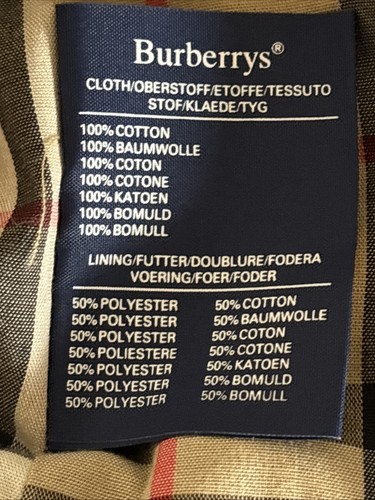 Burberrys®
CLOTH/OBERSTOFF/ETOFFE/TESSUTO
STOF/KLAEDE/TYG
100% COTTON
100% BAUMWOLLE
100% COTON
100% COTONE
100% KATOEN
100% BOMULD
100% BOMULL
LINING/FUTTER/DOUBLURE/FODERA
VOERING/FOER/FODER
50% POLYESTER 50% COTTON
50% POLYESTER 50% BAUMWOLLE
50% POLYESTER 50% COTON
50% POLIESTERE 50% COTONE
50% POLYESTER 50% KATOEN
50% POLYESTER 50% BOMULD
50% POLYESTER 50% BOMULL